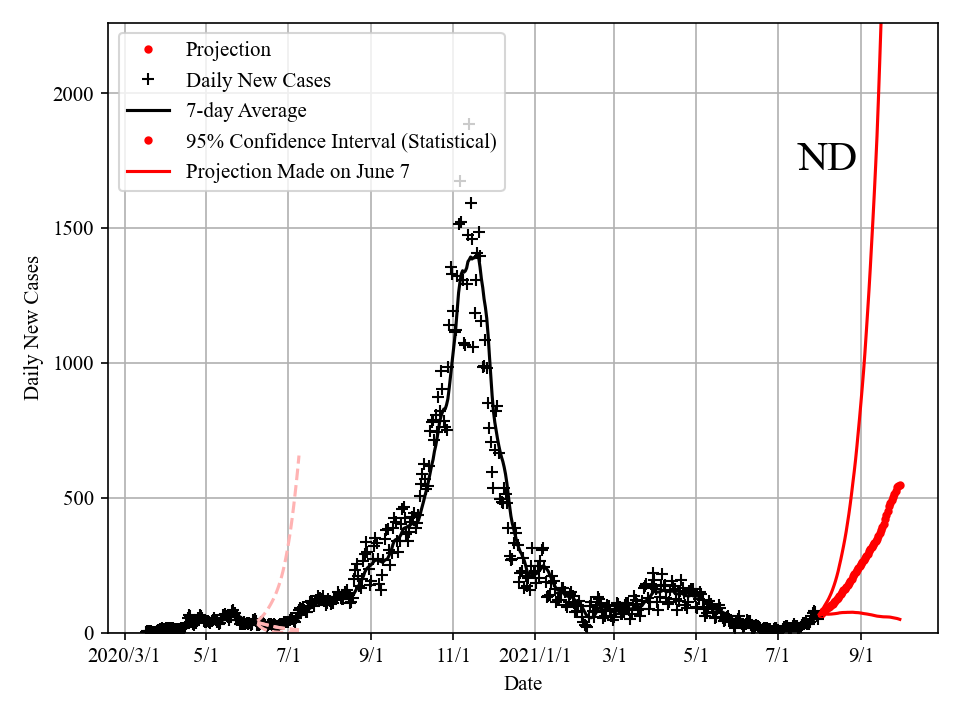 Projection
Daily New Cases
7-day Average
95% Confidence Interval (Statistical)
Projection Made on June 7
ND
Daily New Cases
2000
1500
1000
500
0
2020/3/1 5/1 7/1 9/1 11/1 2021/1/1 3/1 5/1 7/1 9/1
Date